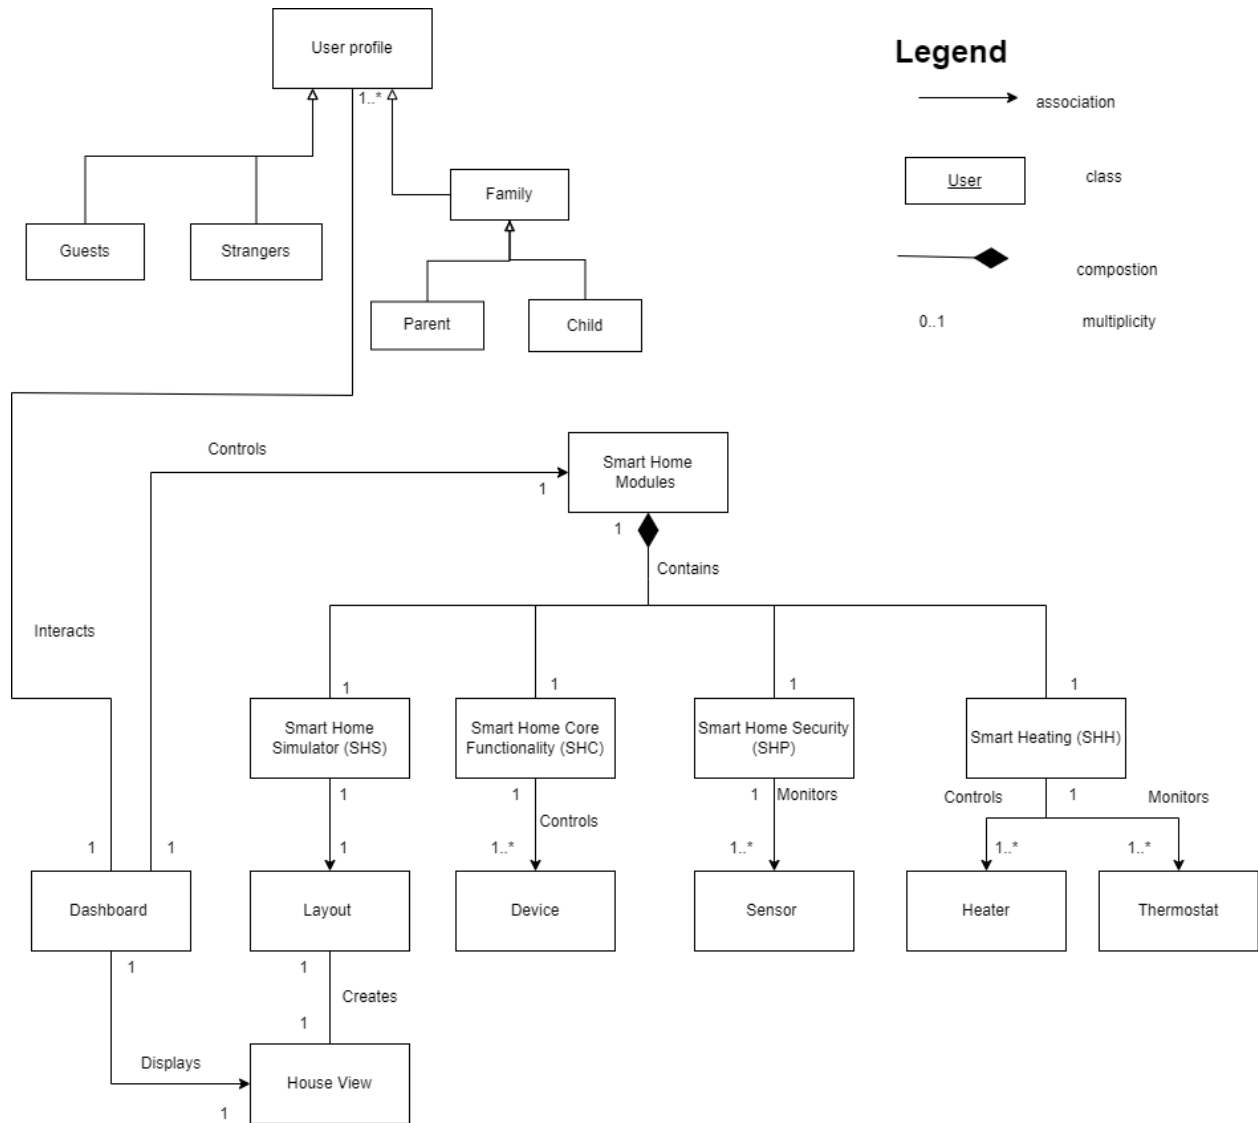 User profile
1..*
Guests
Strangers
Family
Parent
Child
Legend
association
User
class
compostion
0..1
multiplicity
Controls
1
Smart Home
Modules
1
Contains
Interacts
1
1
1
1
Smart Home
Simulator (SHS)
Smart Home Core
Functionality (SHC)
Smart Home Security
(SHP)
Smart Heating (SHH)
1
1
1
Monitors
Controls
1
Monitors
Controls
1
1
1
1..*
1..*
1..*
1..*
Dashboard
Layout
Device
Sensor
Heater
Thermostat
1
1
Creates
1
Displays
House View
1